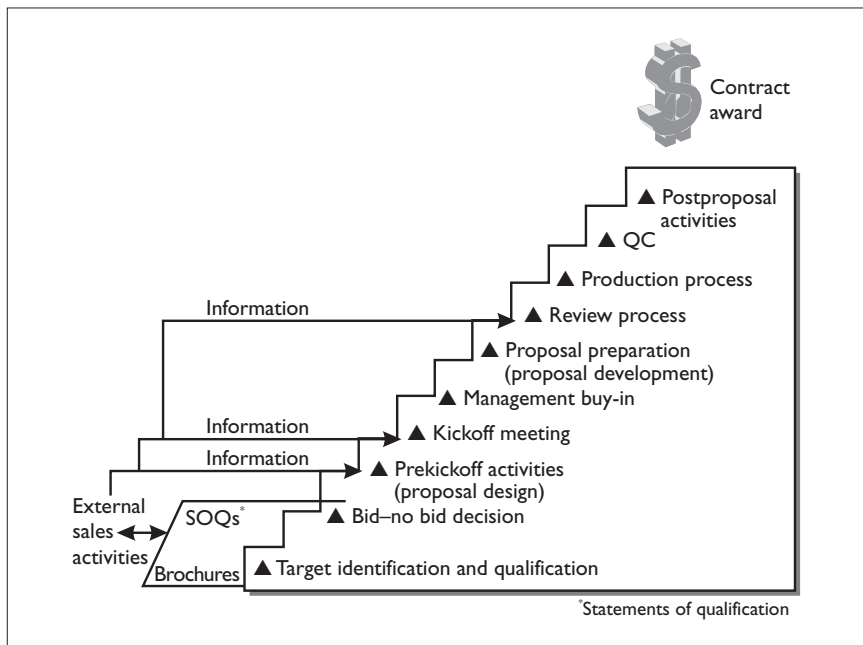 Contract
award
▲ Postproposal
activities
▲ QC
▲ Production process
Information
▲ Review process
▲ Proposal preparation
(proposal development)
▲ Management buy-in
Information
▲ Kickoff meeting
Information
▲ Prekickoff activities
(proposal design)
External
sales
activities
SOQs*
▲ Bid–no bid decision
Brochures
▲ Target identification and qualification
*Statements of qualification